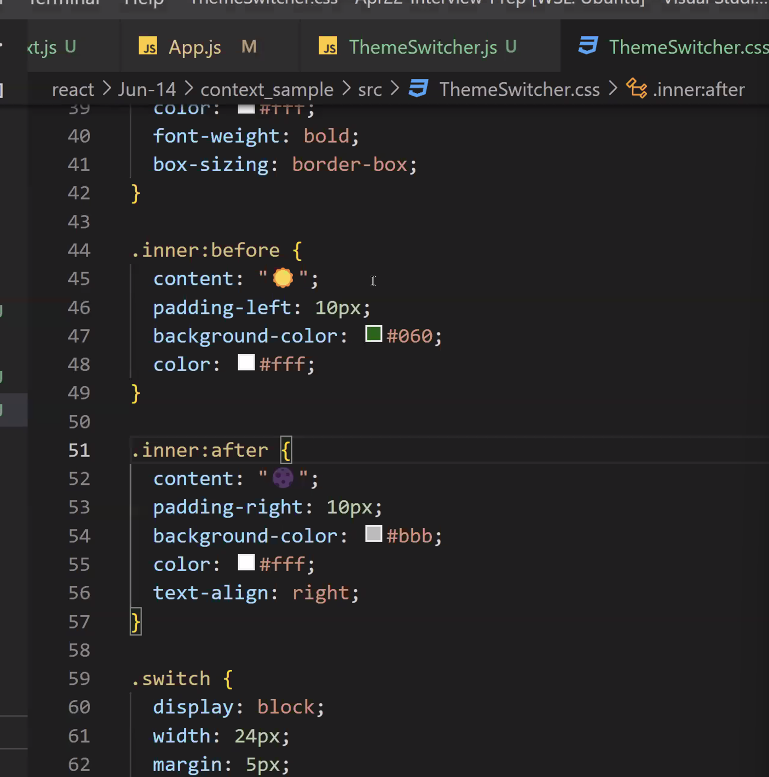 Terminal Help ThemeSwitcher.css - Apr22-Interview-Prep [WSL: Ubuntu] - Visual Studi...
xt.js U JS App.js M JS ThemeSwitcher.js U ThemeSwitcher.css
react > Jun-14 > context_sample > src > ThemeSwitcher.css > .inner:after
39 color: #fff;
40 font-weight: bold;
41 box-sizing: border-box;
42 }
43
44 .inner:before {
45 content: "🌞";
46 padding-left: 10px;
47 background-color: #060;
48 color: #fff;
49 }
50
51 .inner:after {
52 content: "🌑";
53 padding-right: 10px;
54 background-color: #bbb;
55 color: #fff;
56 text-align: right;
57 }
58
59 .switch {
60 display: block;
61 width: 24px;
62 margin: 5px;